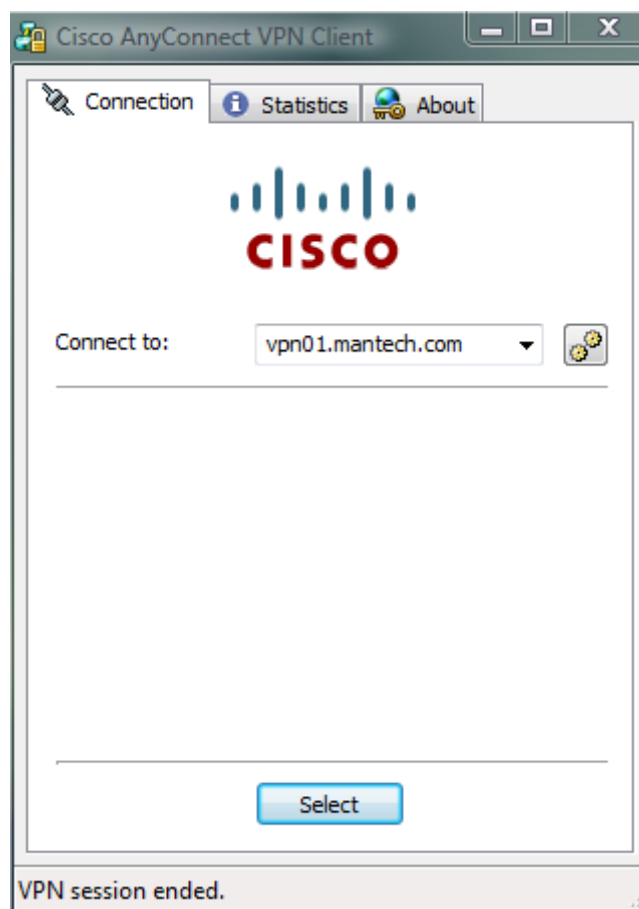 Cisco AnyConnect VPN Client
Connection Statistics About
CISCO
Connect to: vpn01.mantech.com
Select
VPN session ended.